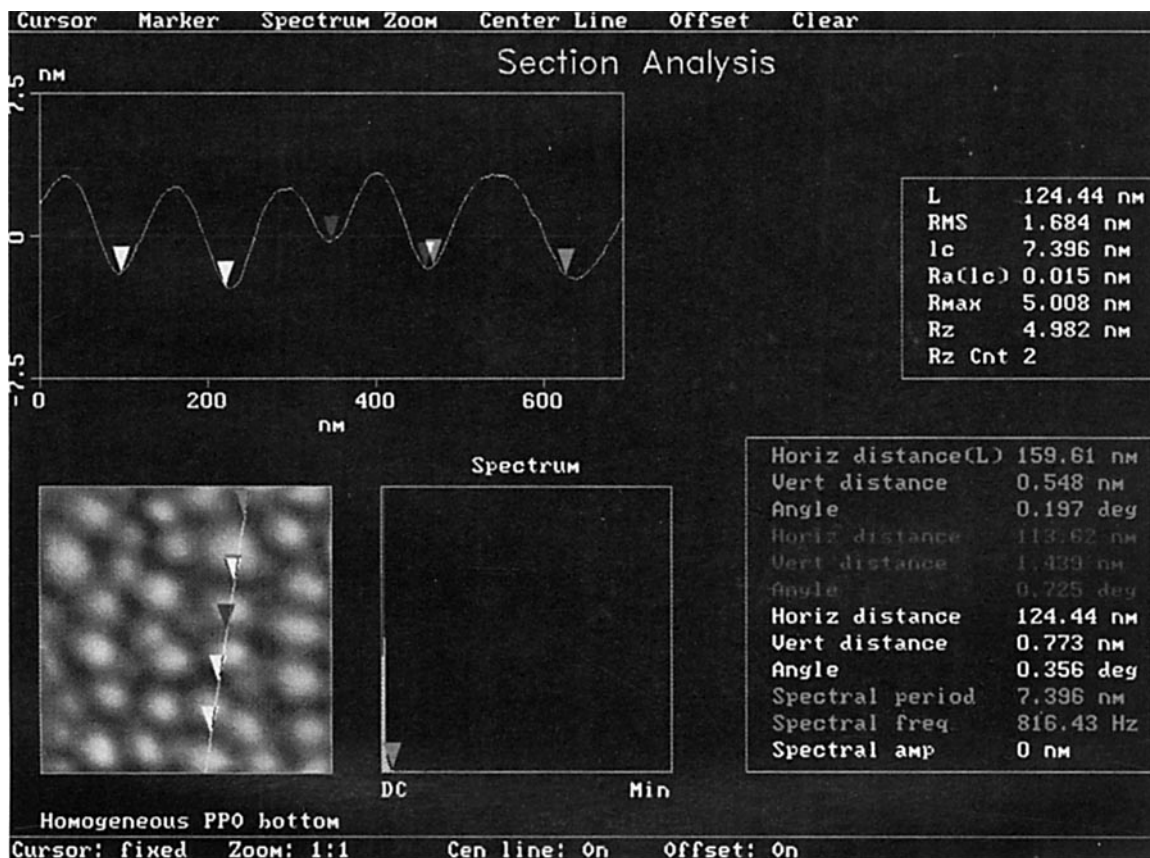 Cursor Marker Spectrum Zoom Center Line Offset Clear
Section Analysis
nm
7.5
0
-7.5
0 200 400 600
nm
L 124.44 nm
RMS 1.684 nm
lc 7.396 nm
Ra(lc) 0.015 nm
Rmax 5.008 nm
Rz 4.982 nm
Rz Cnt 2
Spectrum
DC Min
Horiz distance(L) 159.61 nm
Vert distance 0.548 nm
Angle 0.197 deg
Horiz distance 113.62 nm
Vert distance 1.439 nm
Angle 0.725 deg
Horiz distance 124.44 nm
Vert distance 0.773 nm
Angle 0.356 deg
Spectral period 7.396 nm
Spectral freq 816.43 Hz
Spectral amp 0 nm
Homogeneous PPO bottom
Cursor: fixed Zoom: 1:1 Cen line: On Offset: On